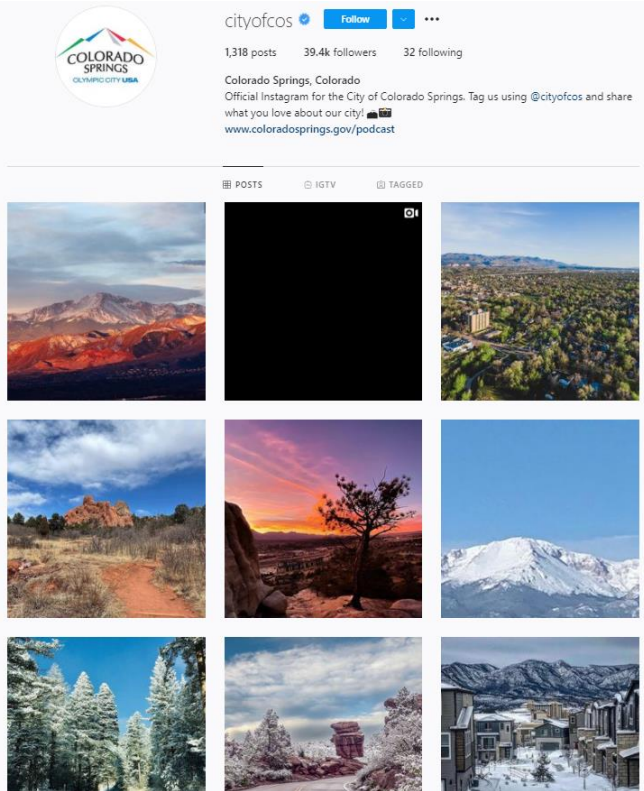 COLORADO
SPRINGS
OLYMPIC CITY USA
cityofcos
Follow
1,318 posts 39.4k followers 32 following
Colorado Springs, Colorado
Official Instagram for the City of Colorado Springs. Tag us using @cityofcos and share
what you love about our city! 🏔📸
www.coloradosprings.gov/podcast
POSTS IGTV TAGGED